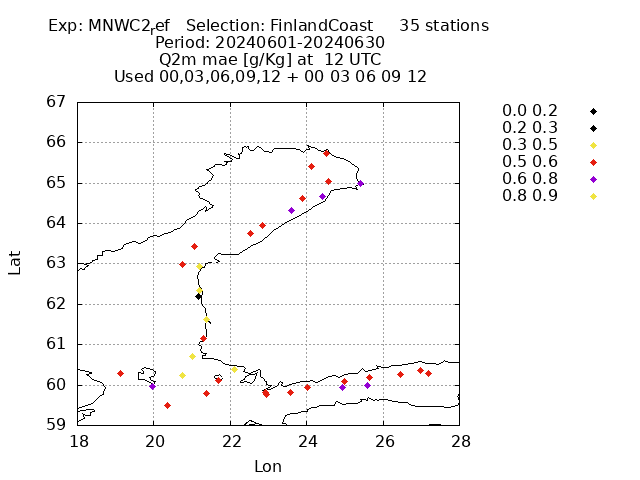 Exp: MNWC2ref   Selection: FinlandCoast     35 stations
Period: 20240601-20240630
Q2m mae [g/Kg] at  12 UTC
Used 00,03,06,09,12 + 00 03 06 09 12
67
66
65
64
63
62
61
60
59
18 20 22 24 26 28
Lat
Lon
0.0 0.2
0.2 0.3
0.3 0.5
0.5 0.6
0.6 0.8
0.8 0.9